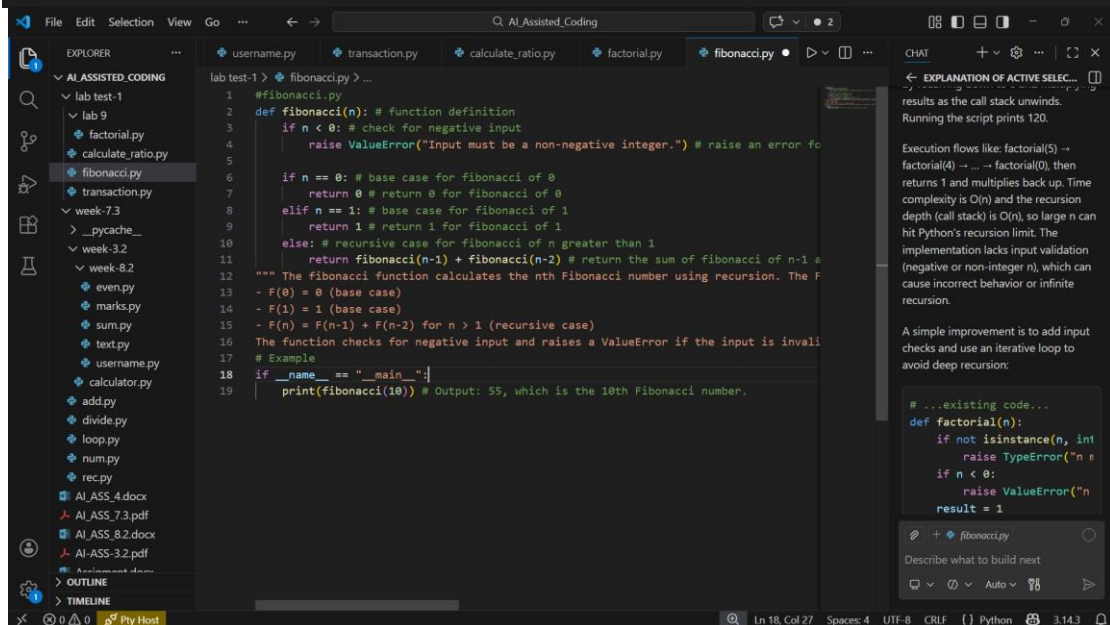 File Edit Selection View Go ... AI_Assisted_Coding 2
EXPLORER ...
AI_ASSISTED_CODING
lab test-1
lab 9
factorial.py
calculate_ratio.py
fibonacci.py
transaction.py
week-7.3
__pycache__
week-3.2
week-8.2
even.py
marks.py
sum.py
text.py
username.py
calculator.py
add.py
divide.py
loop.py
num.py
rec.py
AI_ASS_4.docx
AI_ASS_7.3.pdf
AI_ASS_8.2.docx
AI-ASS-3.2.pdf
OUTLINE
TIMELINE
username.py transaction.py calculate_ratio.py factorial.py fibonacci.py
lab test-1 > fibonacci.py > ...
1 #fibonacci.py
2 def fibonacci(n): # function definition
3 if n < 0: # check for negative input
4 raise ValueError("Input must be a non-negative integer.") # raise an error fo
5
6 if n == 0: # base case for fibonacci of 0
7 return 0 # return 0 for fibonacci of 0
8 elif n == 1: # base case for fibonacci of 1
9 return 1 # return 1 for fibonacci of 1
10 else: # recursive case for fibonacci of n greater than 1
11 return fibonacci(n-1) + fibonacci(n-2) # return the sum of fibonacci of n-1 a
12 """ The fibonacci function calculates the nth Fibonacci number using recursion. The F
13 - F(0) = 0 (base case)
14 - F(1) = 1 (base case)
15 - F(n) = F(n-1) + F(n-2) for n > 1 (recursive case)
16 The function checks for negative input and raises a ValueError if the input is invali
17 # Example
18 if __name__ == "__main__":
19 print(fibonacci(10)) # Output: 55, which is the 10th Fibonacci number.
CHAT
EXPLANATION OF ACTIVE SELEC...
results as the call stack unwinds.
Running the script prints 120.
Execution flows like: factorial(5) →
factorial(4) → ... → factorial(0), then
returns 1 and multiplies back up. Time
complexity is O(n) and the recursion
depth (call stack) is O(n), so large n can
hit Python's recursion limit. The
implementation lacks input validation
(negative or non-integer n), which can
cause incorrect behavior or infinite
recursion.
A simple improvement is to add input
checks and use an iterative loop to
avoid deep recursion:
# ...existing code...
def factorial(n):
if not isinstance(n, int
raise TypeError("n
if n < 0:
raise ValueError("n
result = 1
fibonacci.py
Describe what to build next
Auto
0 0 Pty Host Ln 18, Col 27 Spaces: 4 UTF-8 CRLF {} Python 3.14.3